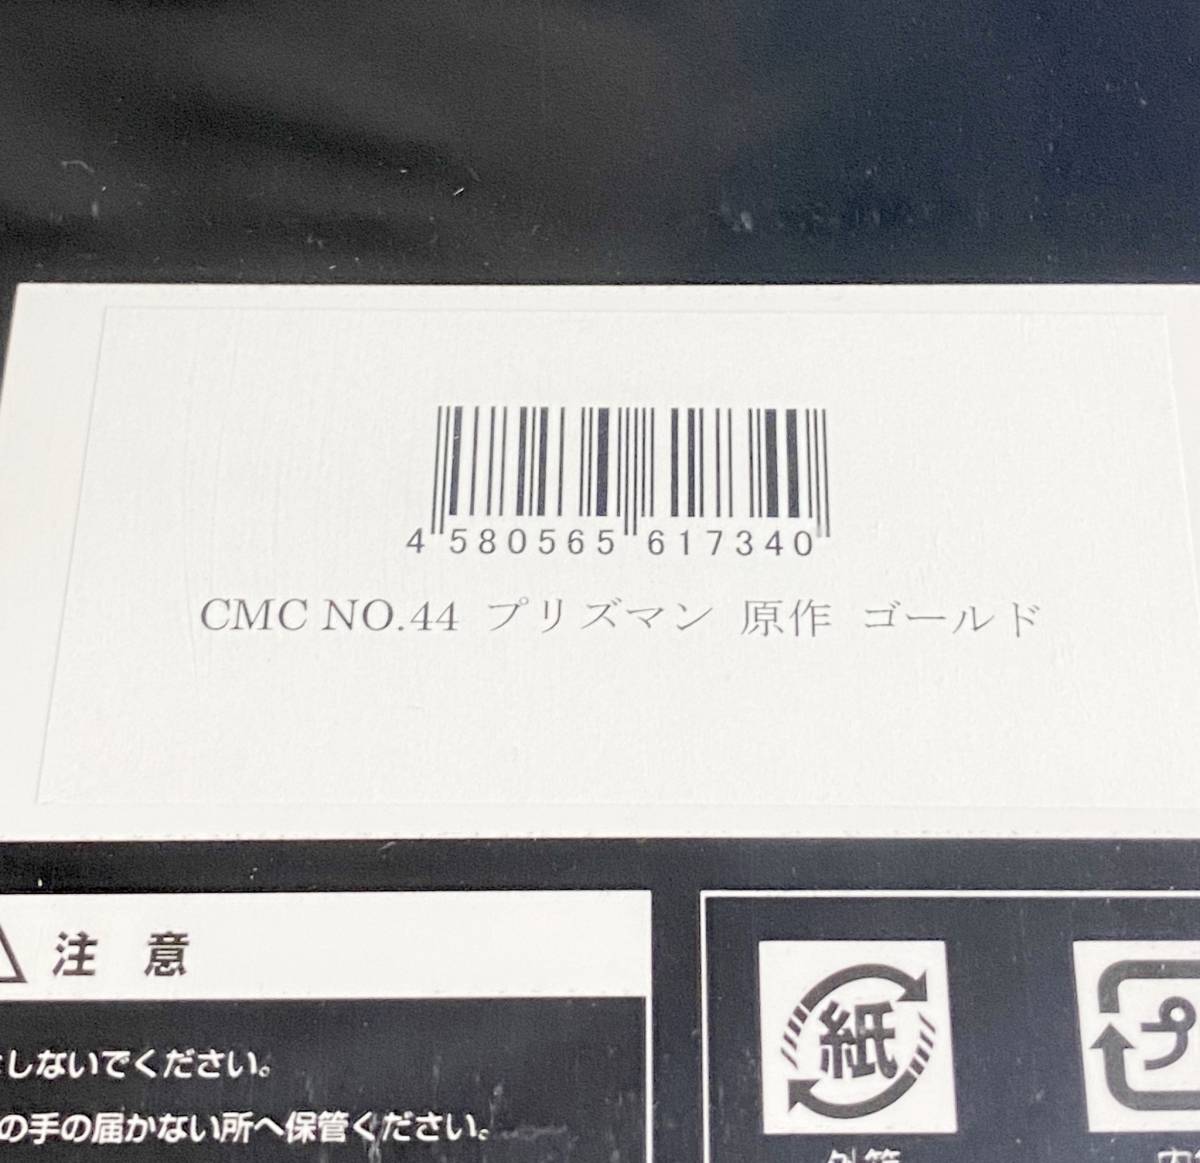 4 580565 617340
CMC NO.44 プリズマン 原作 ゴールド
注 意
しないでください。
の手の届かない所へ保管ください。
紙
プ
外箱